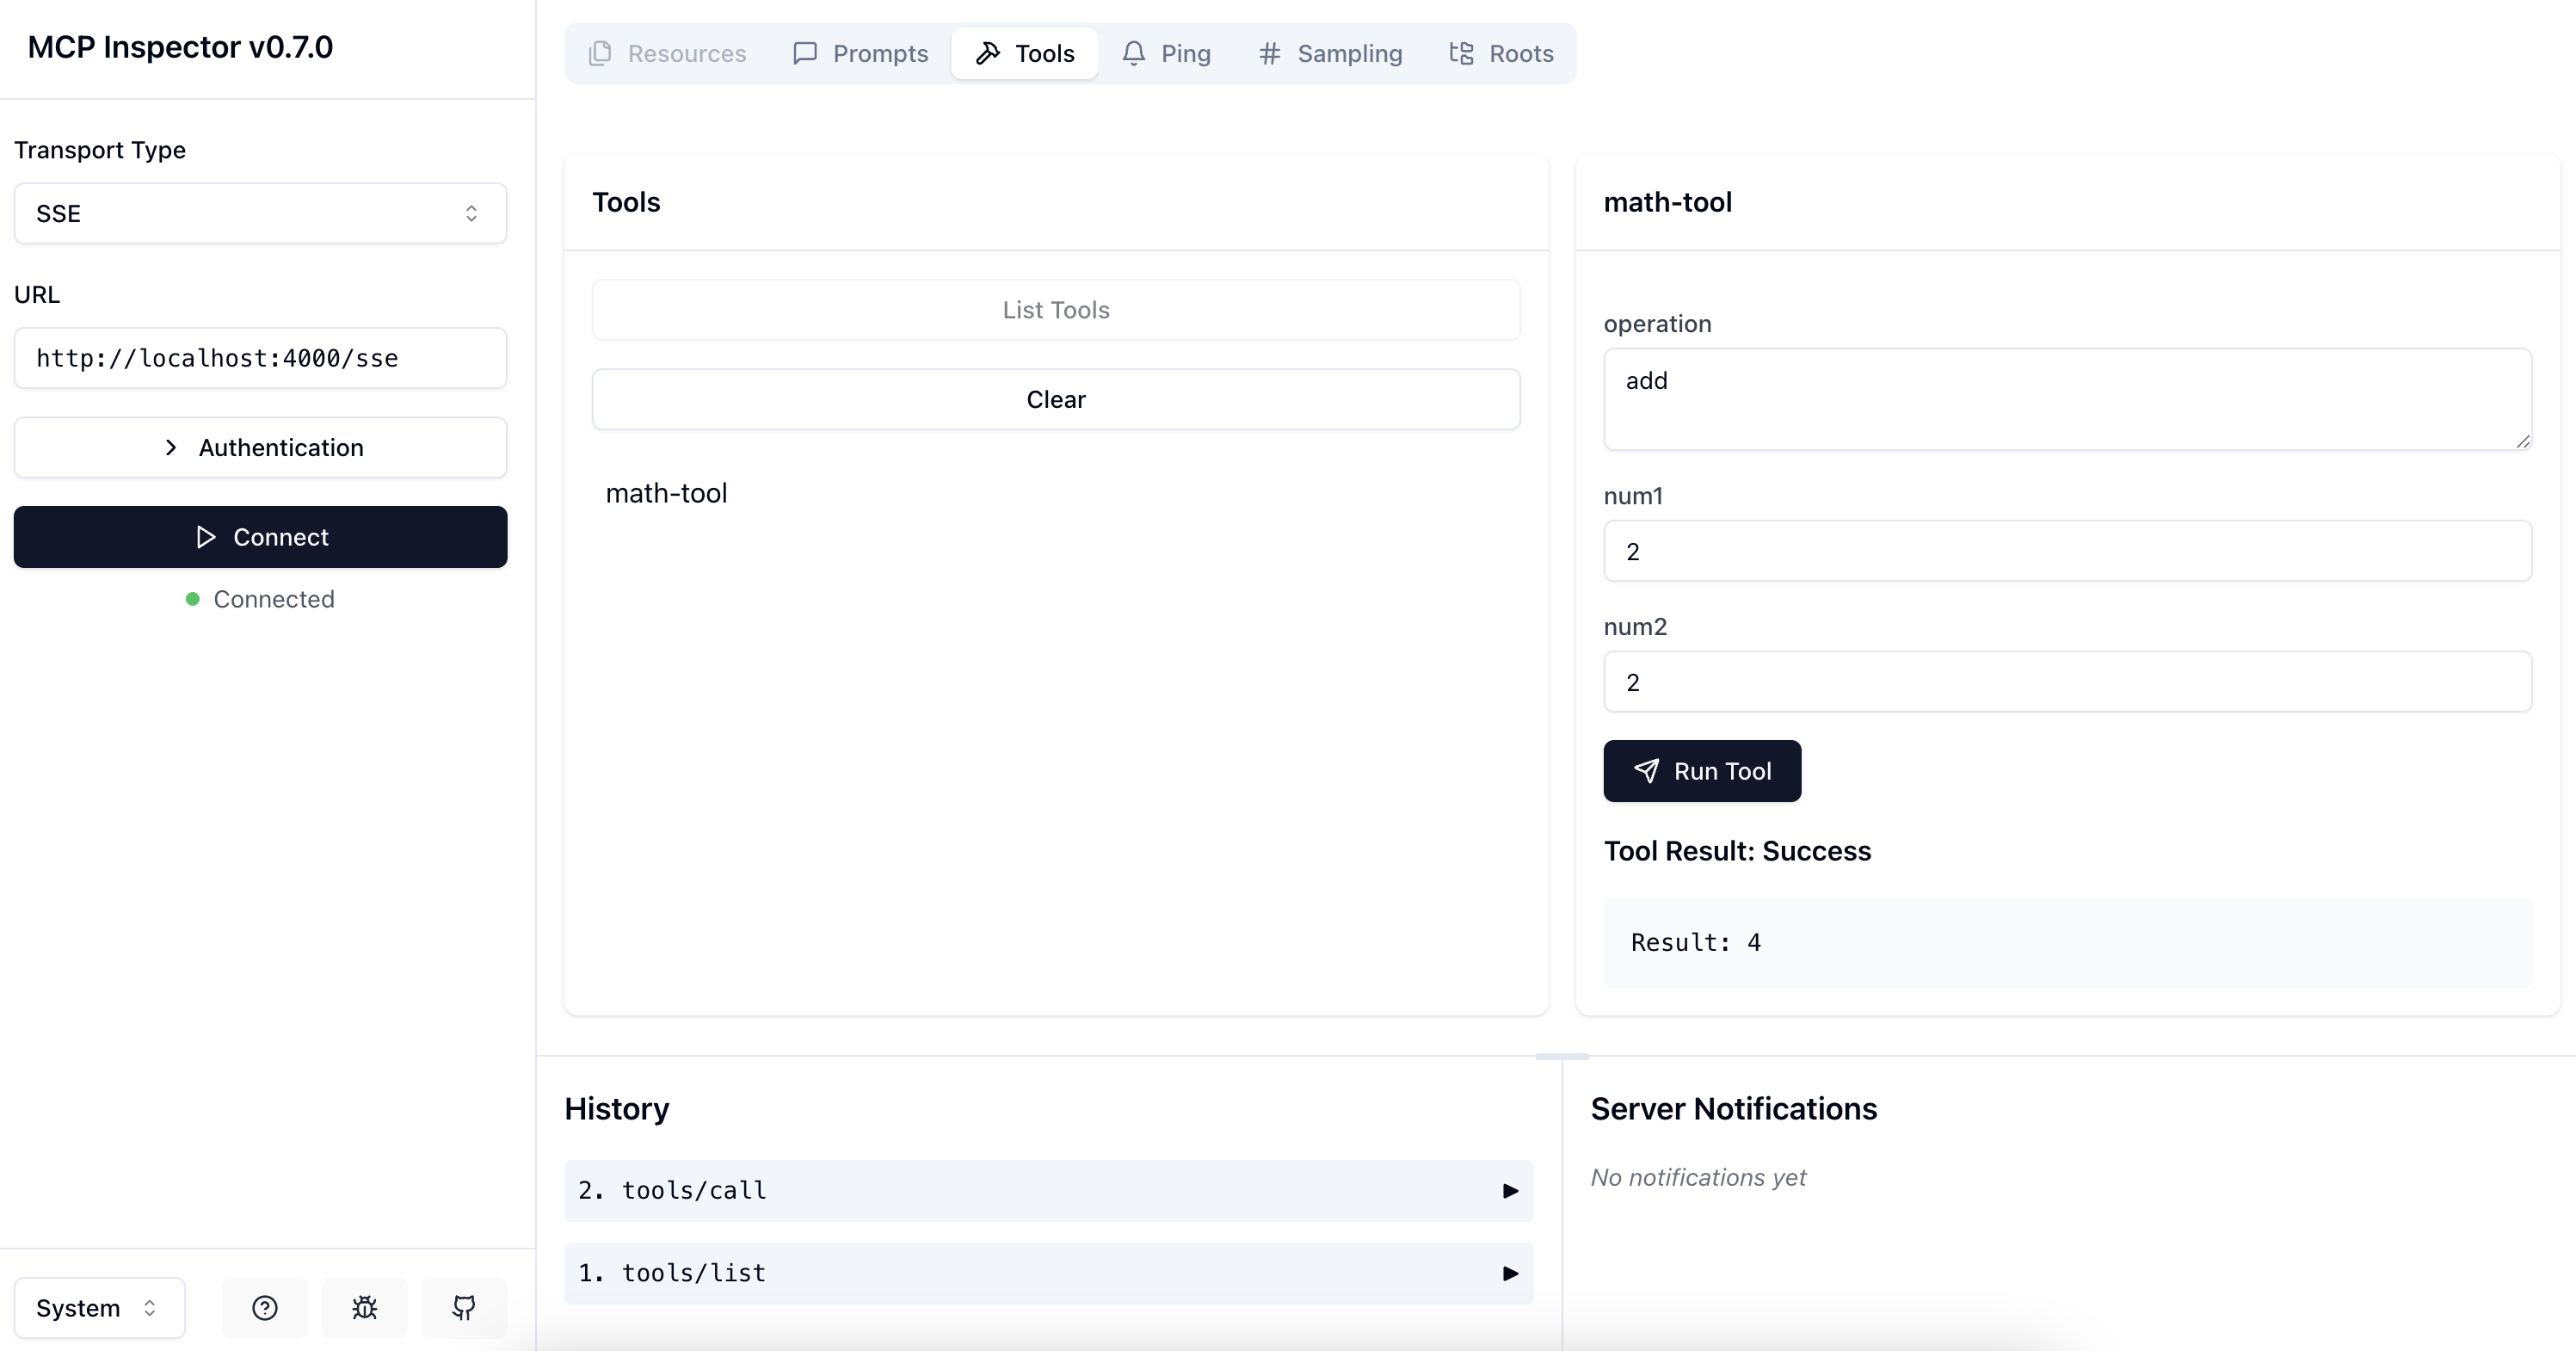 MCP Inspector v0.7.0
Transport Type
SSE
URL
http://localhost:4000/sse
Authentication
Connect
Connected
System
Resources
Prompts
Tools
Ping
Sampling
Roots
Tools
List Tools
Clear
math-tool
math-tool
operation
add
num1
2
num2
2
Run Tool
Tool Result: Success
Result: 4
History
2. tools/call
1. tools/list
Server Notifications
No notifications yet